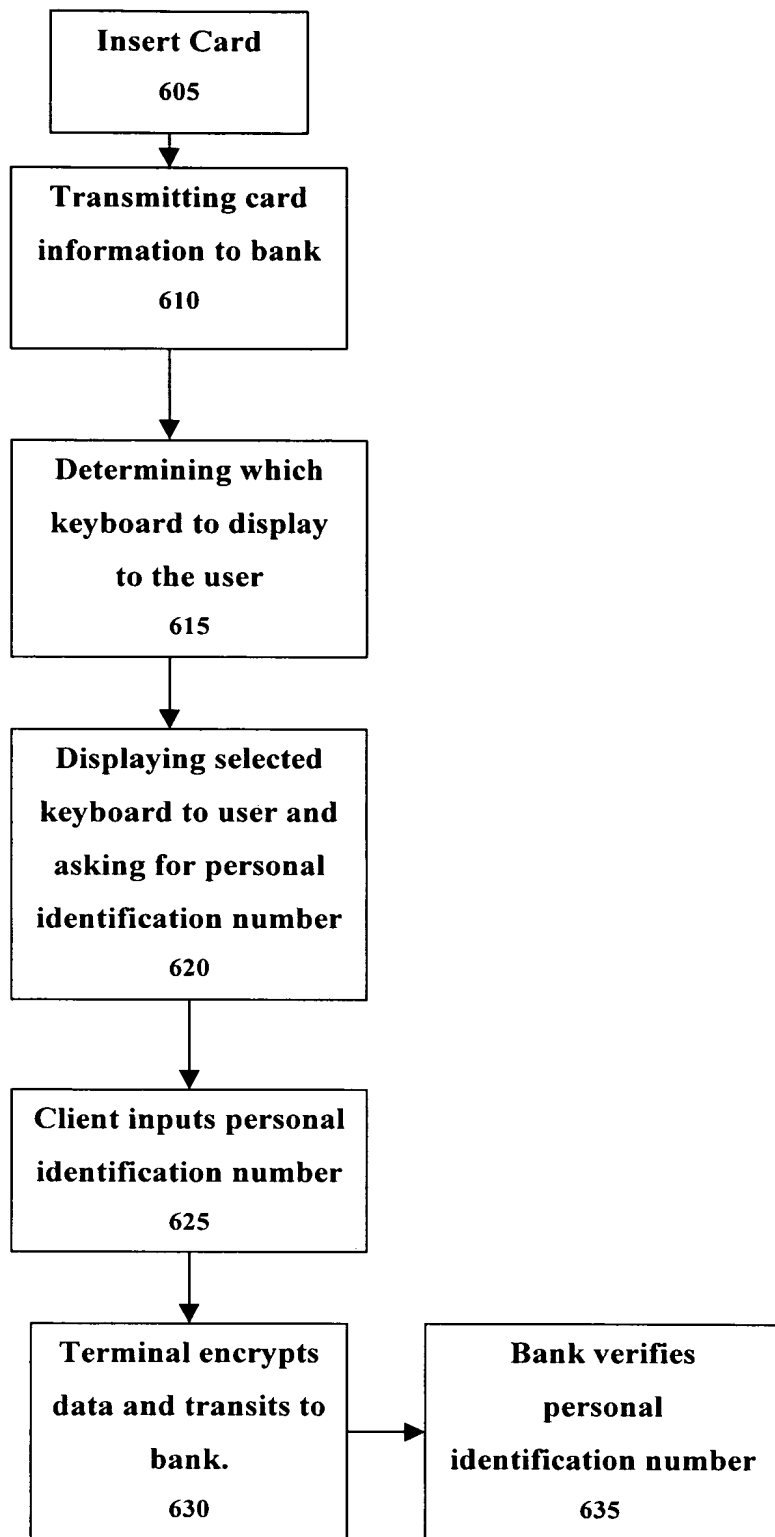 Insert Card
605
Transmitting card
information to bank
610
Determining which
keyboard to display
to the user
615
Displaying selected
keyboard to user and
asking for personal
identification number
620
Client inputs personal
identification number
625
Terminal encrypts
data and transits to
bank.
630
Bank verifies
personal
identification number
635